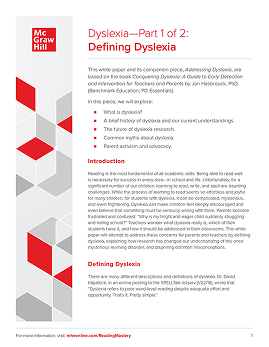 Mc
Graw
Hill
Dyslexia—Part 1 of 2:
Defining Dyslexia
This white paper and its companion piece, Addressing Dyslexia, are
based on the book Conquering Dyslexia: A Guide to Early Detection
and Intervention for Teachers and Parents by Jan Hasbrouck, PhD.
(Benchmark Education; PD Essentials).
In this piece, we will explore:
■ What is dyslexia?
■ A brief history of dyslexia and our current understandings.
■ The future of dyslexia research.
■ Common myths about dyslexia.
■ Parent activism and advocacy.
Introduction
Reading is the most fundamental of all academic skills. Being able to read well
is necessary for success in every area—in school and life. Unfortunately, for a
significant number of our children, learning to read, write, and spell are daunting
challenges. While the process of learning to read seems so effortless and joyful
for many children, for students with dyslexia, it can be complicated, mysterious,
and even frightening. Dyslexia can make children feel deeply discouraged and
even believe that something must be seriously wrong with them. Parents become
frustrated and confused: "Why is my bright and eager child suddenly struggling
and hating school?" Teachers wonder what dyslexia really is, which of their
students have it, and how it should be addressed in their classrooms. This white
paper will attempt to address these concerns for parents and teachers by defining
dyslexia, explaining how research has changed our understanding of this once
mysterious learning disorder, and dispelling common misconceptions.
Defining Dyslexia
There are many different descriptions and definitions of dyslexia. Dr. David
Kilpatrick, in an online posting to the SPELLTalk listserv (1/22/18), wrote that
"Dyslexia refers to poor word-level reading despite adequate effort and
opportunity. That's it. Pretty simple."
For more information, visit: mheonline.com/ReadingMastery
1